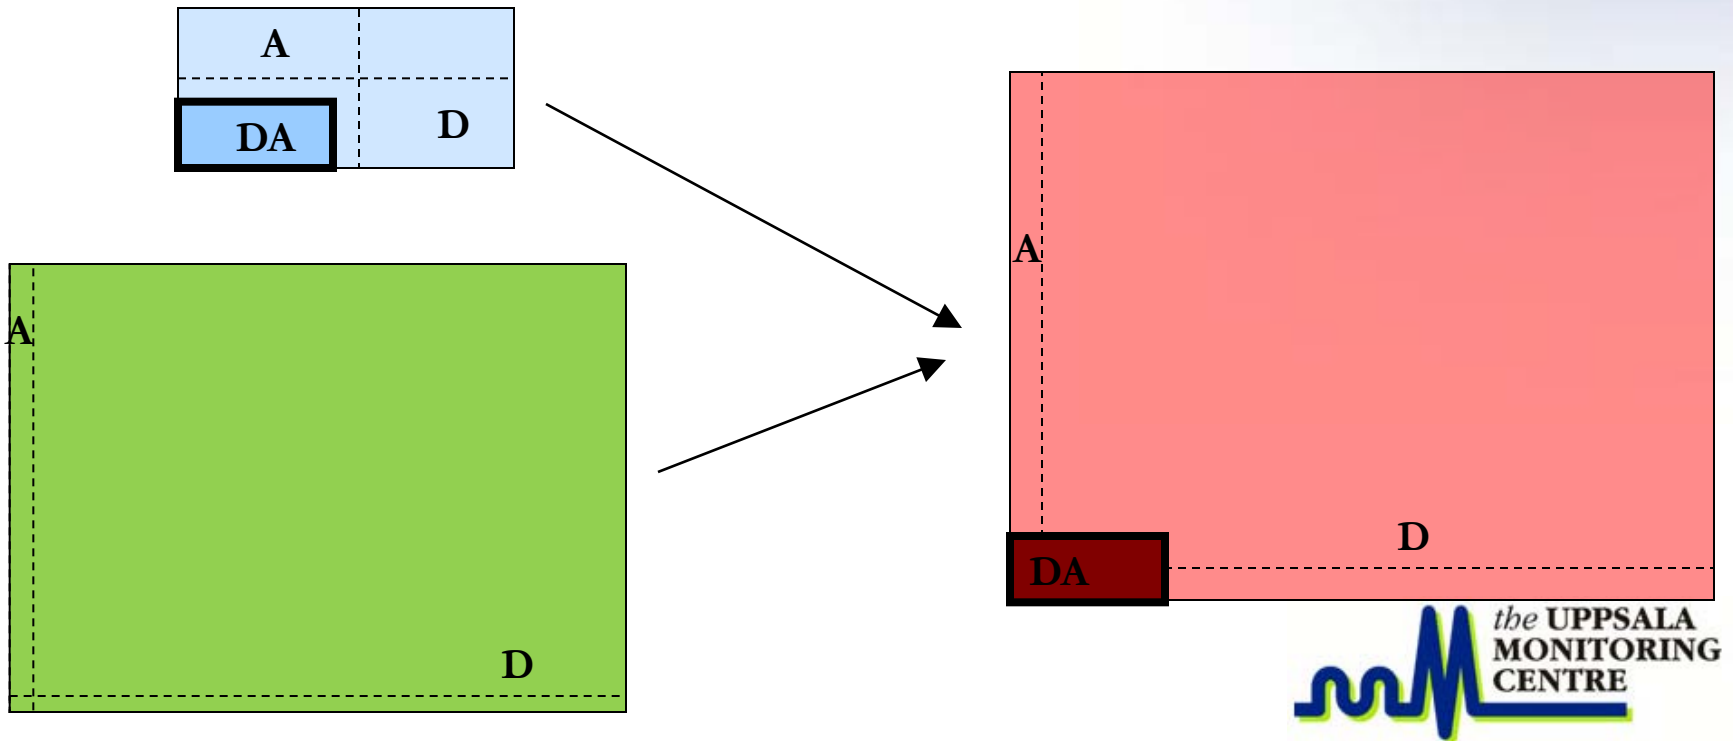 A
DA
D
A
D
A
D
DA
the UPPSALA
MONITORING
CENTRE